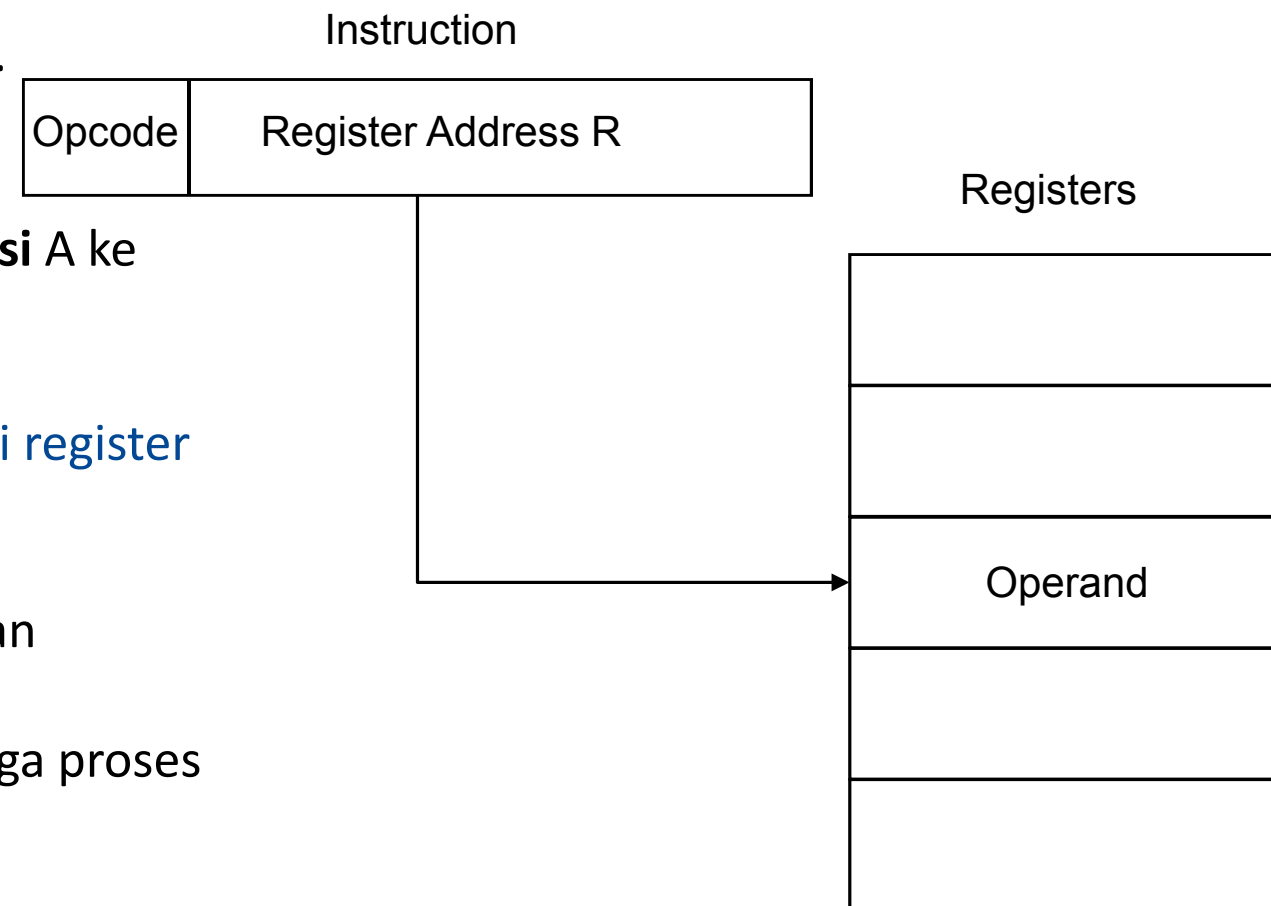 Instruction
.
Opcode
Register Address R
Registers
si A ke
i register
Operand
an
ga proses